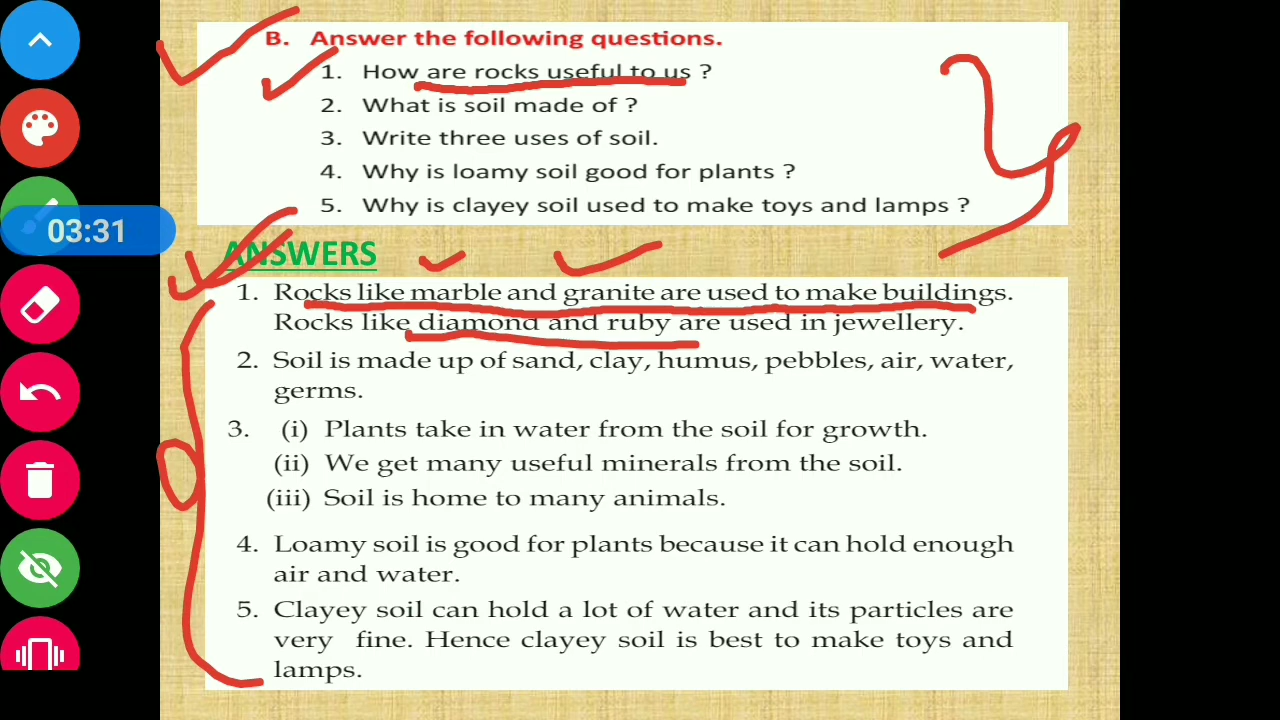 B. Answer the following questions.
1. How are rocks useful to us ?
2. What is soil made of ?
3. Write three uses of soil.
4. Why is loamy soil good for plants ?
5. Why is clayey soil used to make toys and lamps ?
03:31
ANSWERS
1. Rocks like marble and granite are used to make buildings.
Rocks like diamond and ruby are used in jewellery.
2. Soil is made up of sand, clay, humus, pebbles, air, water,
germs.
3. (i) Plants take in water from the soil for growth.
(ii) We get many useful minerals from the soil.
(iii) Soil is home to many animals.
4. Loamy soil is good for plants because it can hold enough
air and water.
5. Clayey soil can hold a lot of water and its particles are
very fine. Hence clayey soil is best to make toys and
lamps.